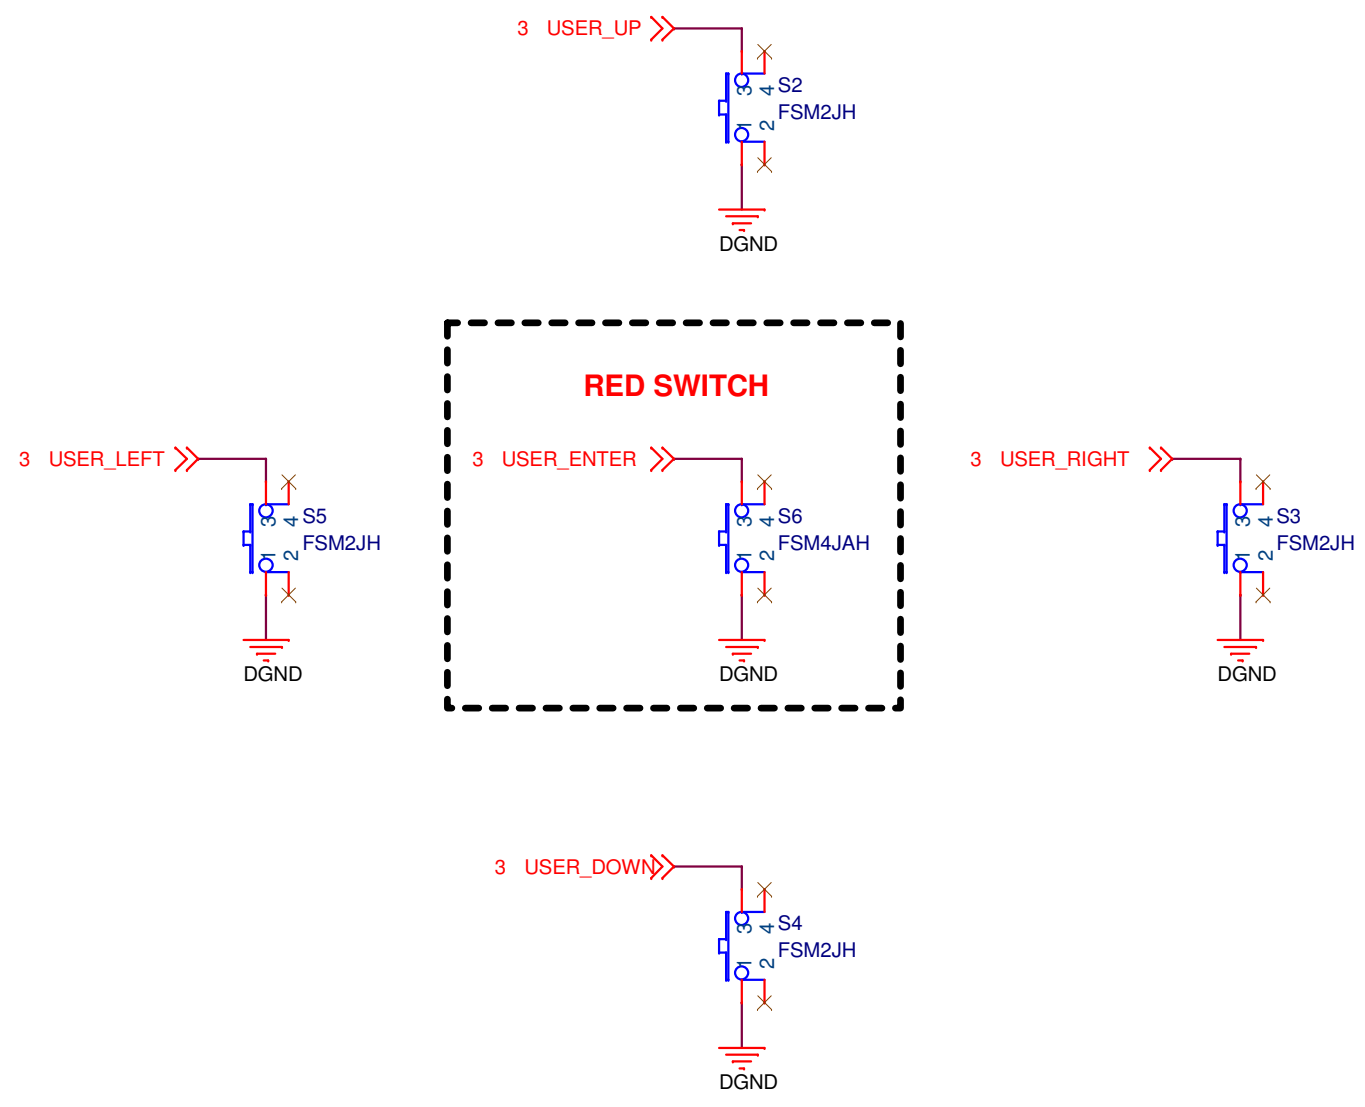 3 USER_UP
3 4 S2
FSM2JH
1 2
DGND
RED SWITCH
3 USER_LEFT
3 4 S5
FSM2JH
1 2
DGND
3 USER_ENTER
3 4 S6
FSM4JAH
1 2
DGND
3 USER_RIGHT
3 4 S3
FSM2JH
1 2
DGND
3 USER_DOWN
3 4 S4
FSM2JH
1 2
DGND